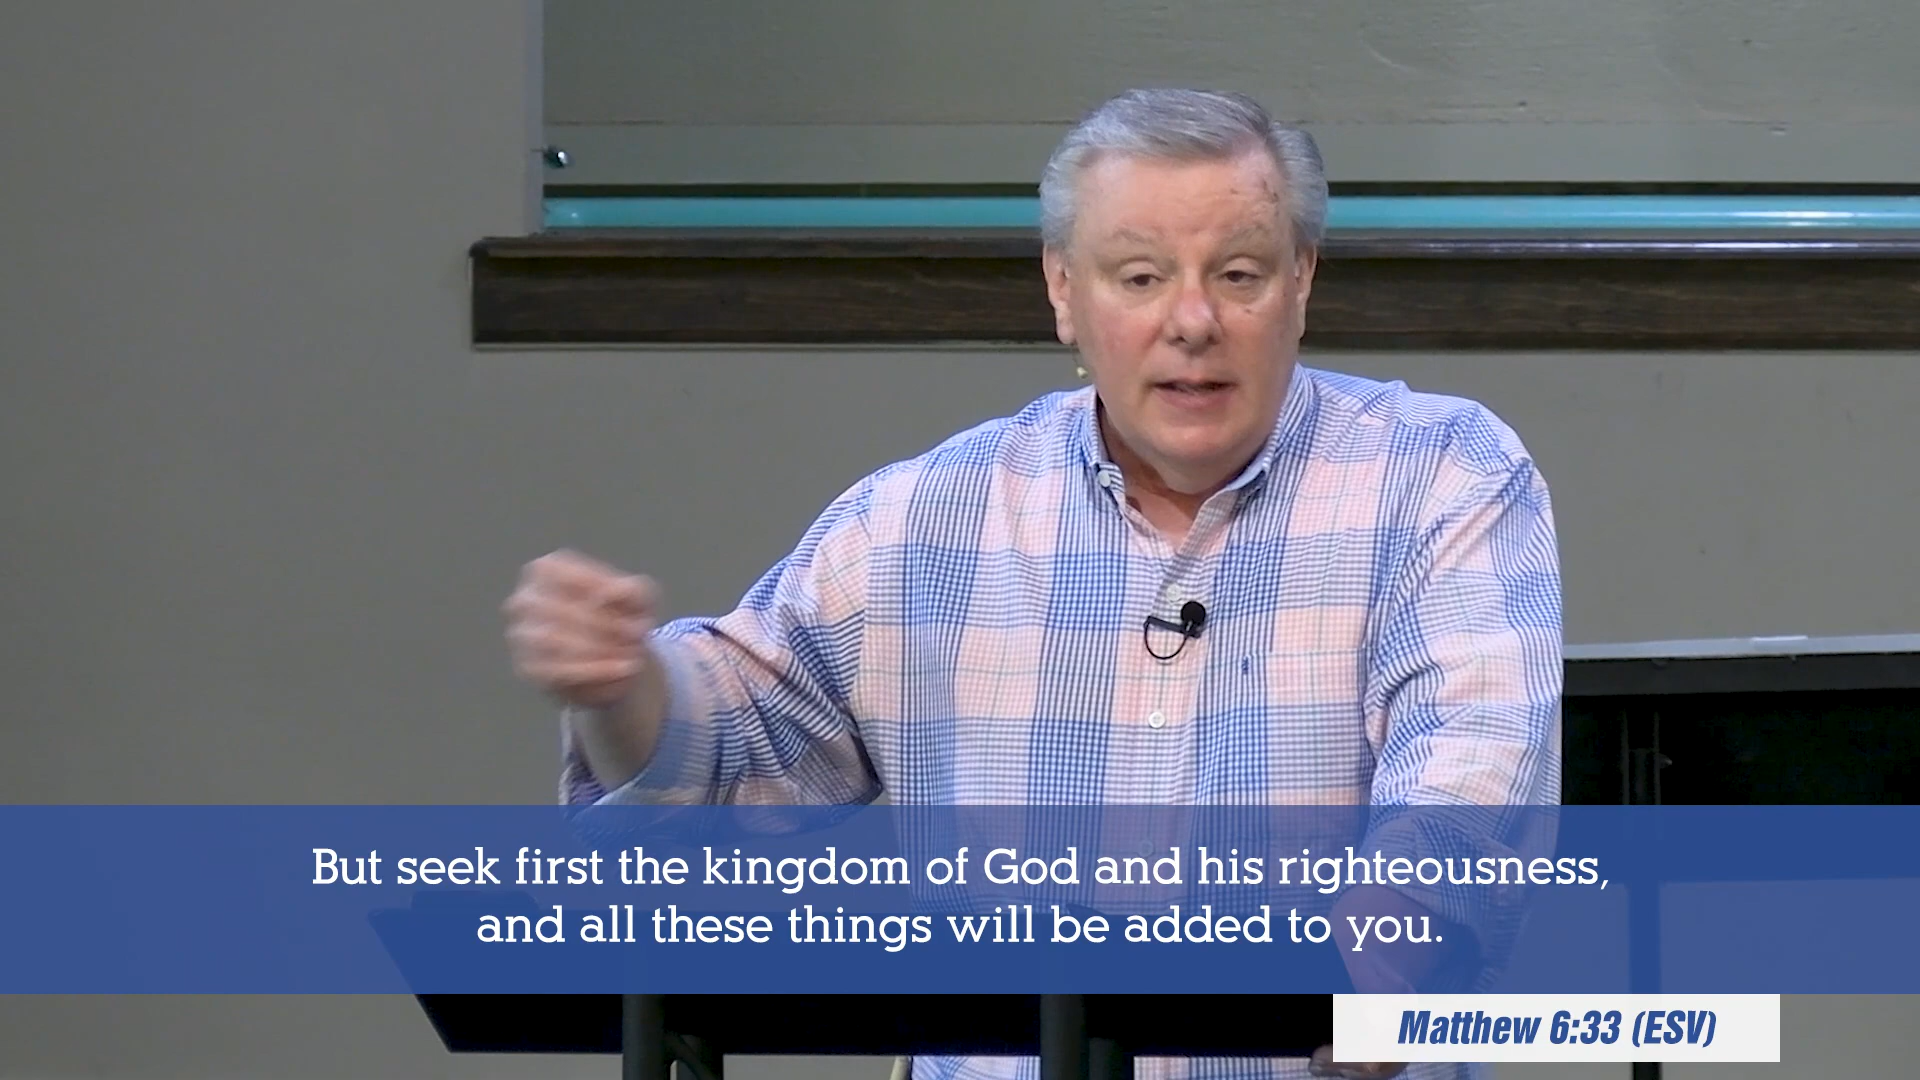 But seek first the kingdom of God and his righteousness,
and all these things will be added to you.
Matthew 6:33 (ESV)